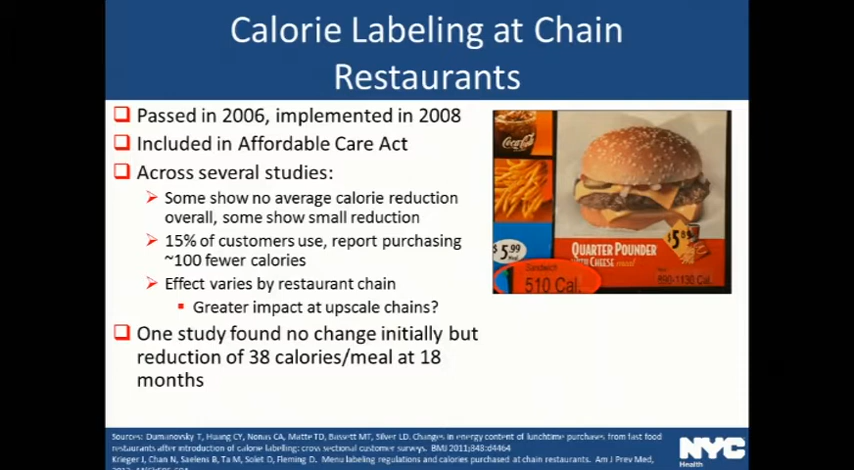 Calorie Labeling at Chain
Restaurants
Passed in 2006, implemented in 2008
Included in Affordable Care Act
Across several studies:
Some show no average calorie reduction
overall, some show small reduction
15% of customers use, report purchasing
~100 fewer calories
Effect varies by restaurant chain
Greater impact at upscale chains?
One study found no change initially but
reduction of 38 calories/meal at 18
months
Coca-Cola
$5.99
Meal
QUARTER POUNDER
WITH CHEESE meal
$5.89
Sandwich
510 Cal.
Cal.
Sources: Dumanovsky T, Huang CY, Nonas CA, Matte TD, Bassett MT, Silver LD. Changes in energy content of lunchtime purchases from fast food
restaurants after introduction of calorie labelling: cross sectional customer surveys. BMJ 2011;343:d4464
Krieger J, Chan N, Saelens B, Ta M, Solet D, Fleming D. Menu labeling regulations and calories purchased at chain restaurants. Am J Prev Med,
NYC
Health